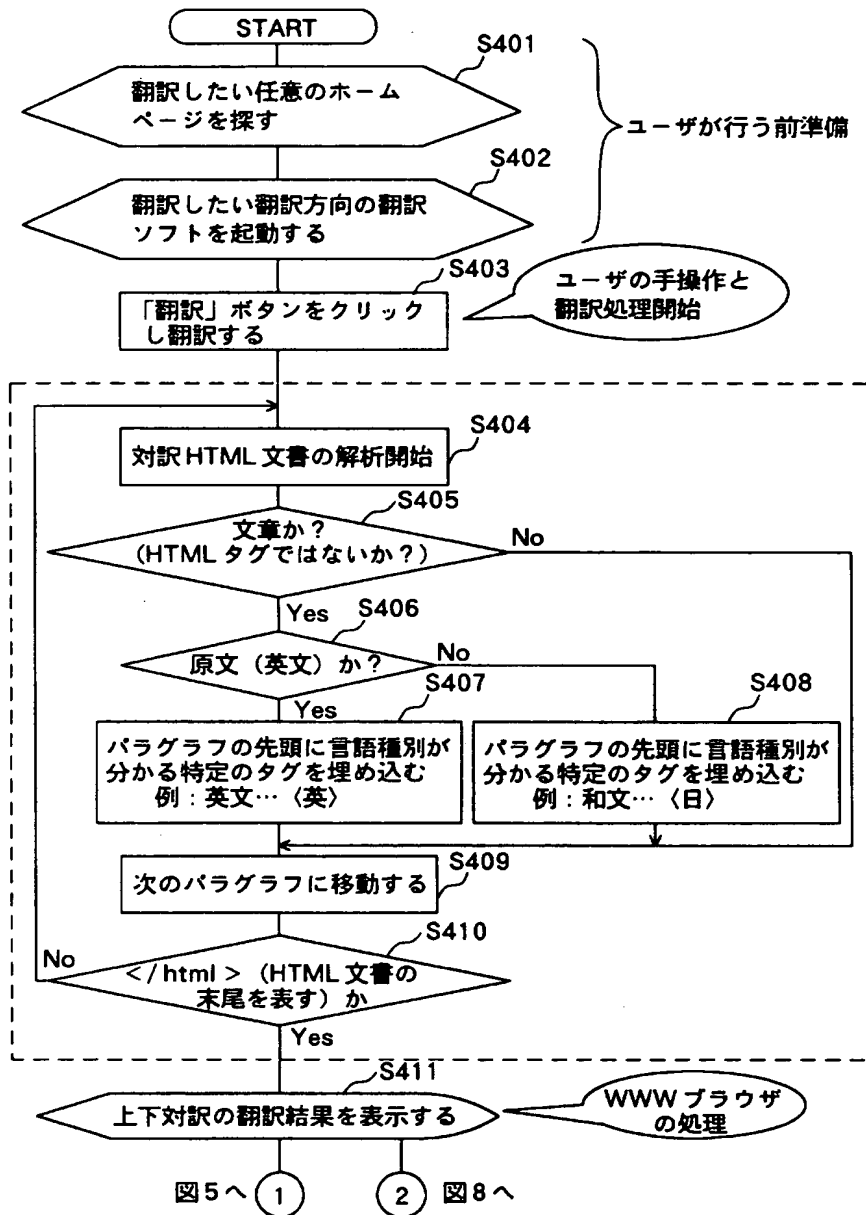 START
S401
翻訳したい任意のホーム
ページを探す
ユーザが行う前準備
S402
翻訳したい翻訳方向の翻訳
ソフトを起動する
S403
「翻訳」ボタンをクリック
し翻訳する
ユーザの手操作と
翻訳処理開始
S404
対訳HTML文書の解析開始
S405
文章か?
(HTMLタグではないか?)
No
Yes
S406
原文(英文)か?
No
Yes
S407
パラグラフの先頭に言語種別が
分かる特定のタグを埋め込む
例:英文…〈英〉
S408
パラグラフの先頭に言語種別が
分かる特定のタグを埋め込む
例:和文…〈日〉
S409
次のパラグラフに移動する
S410
</html>(HTML文書の
末尾を表す)か
No
Yes
S411
上下対訳の翻訳結果を表示する
WWWブラウザ
の処理
図5へ 1
2 図8へ